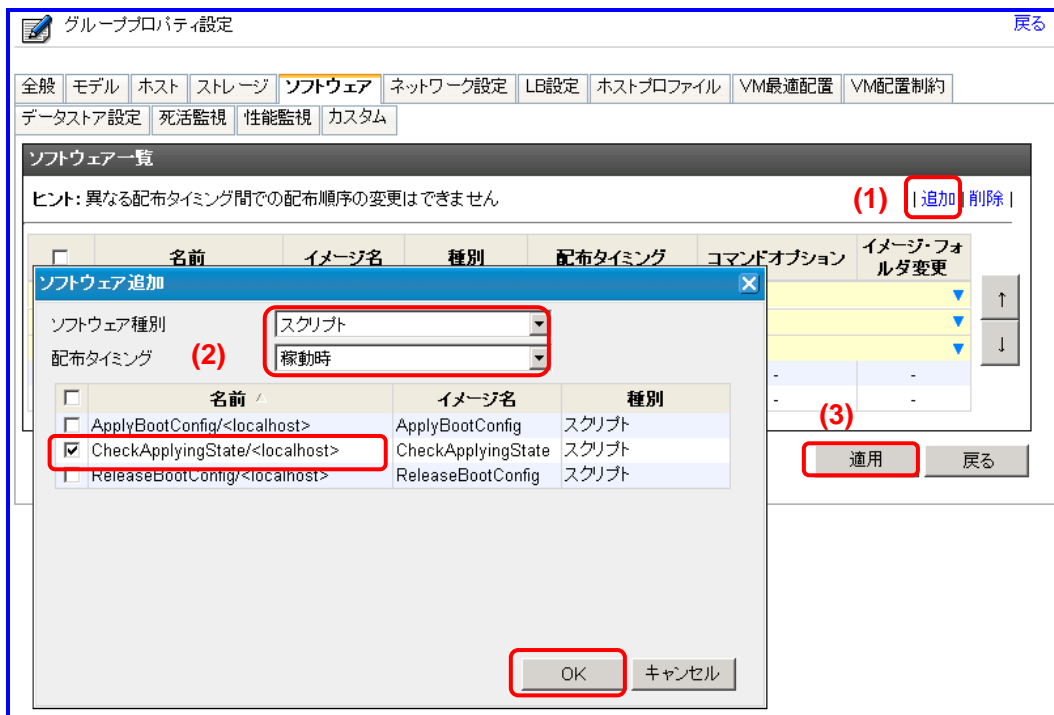 グループプロパティ設定 戻る
全般 モデル ホスト ストレージ ソフトウェア ネットワーク設定 LB設定 ホストプロファイル VM最適配置 VM配置制約
データストア設定 死活監視 性能監視 カスタム
ソフトウェア一覧
ヒント: 異なる配布タイミング間での配布順序の変更はできません (1) | 追加 | 削除 |
名前 イメージ名 種別 配布タイミング コマンドオプション イメージ・フォ
ルダ変更
ソフトウェア追加
↑
ソフトウェア種別 スクリプト
配布タイミング (2) 稼動時
↓
- -
名前 イメージ名 種別
- -
(3)
ApplyBootConfig/<localhost> ApplyBootConfig スクリプト
CheckApplyingState/<localhost> CheckApplyingState スクリプト
適用 戻る
ReleaseBootConfig/<localhost> ReleaseBootConfig スクリプト
OK キャンセル